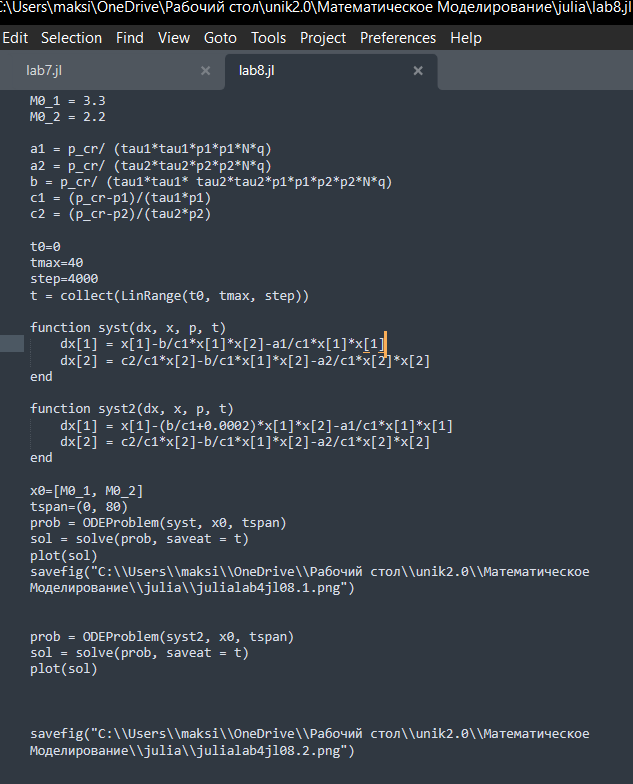 C:\Users\maksi\OneDrive\Рабочий стол\unik2.0\Математическое Моделирование\julia\lab8.jl
Edit Selection Find View Goto Tools Project Preferences Help
lab7.jl × lab8.jl ×
M0_1 = 3.3
M0_2 = 2.2
a1 = p_cr/ (tau1*tau1*p1*p1*N*q)
a2 = p_cr/ (tau2*tau2*p2*p2*N*q)
b = p_cr/ (tau1*tau1* tau2*tau2*p1*p1*p2*p2*N*q)
c1 = (p_cr-p1)/(tau1*p1)
c2 = (p_cr-p2)/(tau2*p2)
t0=0
tmax=40
step=4000
t = collect(LinRange(t0, tmax, step))
function syst(dx, x, p, t)
    dx[1] = x[1]-b/c1*x[1]*x[2]-a1/c1*x[1]*x[1]
    dx[2] = c2/c1*x[2]-b/c1*x[1]*x[2]-a2/c1*x[2]*x[2]
end
function syst2(dx, x, p, t)
    dx[1] = x[1]-(b/c1+0.0002)*x[1]*x[2]-a1/c1*x[1]*x[1]
    dx[2] = c2/c1*x[2]-b/c1*x[1]*x[2]-a2/c1*x[2]*x[2]
end
x0=[M0_1, M0_2]
tspan=(0, 80)
prob = ODEProblem(syst, x0, tspan)
sol = solve(prob, saveat = t)
plot(sol)
savefig("C:\\Users\\maksi\\OneDrive\\Рабочий стол\\unik2.0\\Математическое
Моделирование\\julia\\julialab4jl08.1.png")
prob = ODEProblem(syst2, x0, tspan)
sol = solve(prob, saveat = t)
plot(sol)
savefig("C:\\Users\\maksi\\OneDrive\\Рабочий стол\\unik2.0\\Математическое
Моделирование\\julia\\julialab4jl08.2.png")